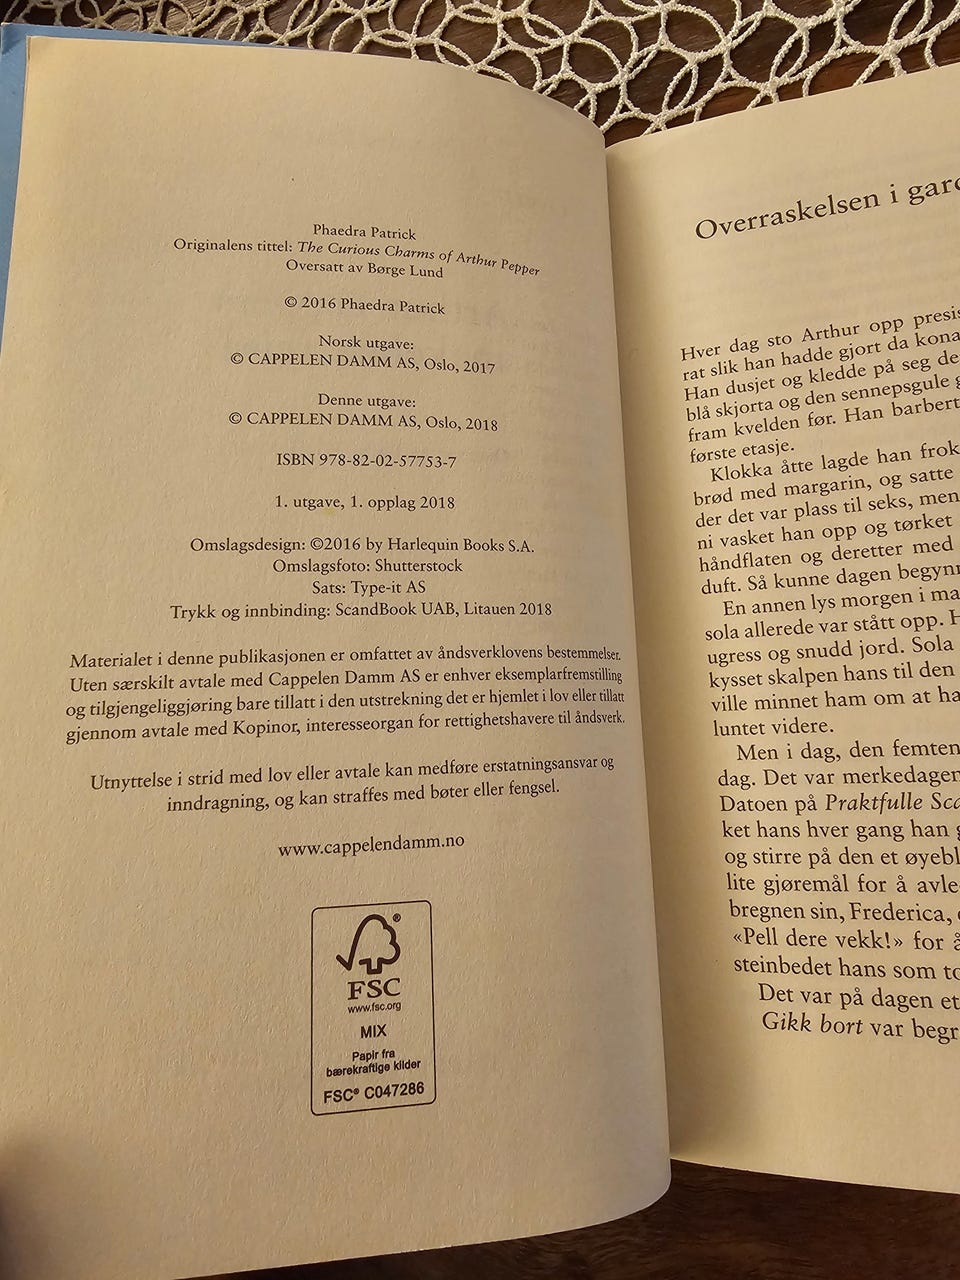 Phaedra Patrick
Originalens tittel: The Curious Charms of Arthur Pepper
Oversatt av Børge Lund
© 2016 Phaedra Patrick
Norsk utgave:
© CAPPELEN DAMM AS, Oslo, 2017
Denne utgave:
© CAPPELEN DAMM AS, Oslo, 2018
ISBN 978-82-02-57753-7
1. utgave, 1. opplag 2018
Omslagsdesign: ©2016 by Harlequin Books S.A.
Omslagsfoto: Shutterstock
Sats: Type-it AS
Trykk og innbinding: ScandBook UAB, Litauen 2018
Materialet i denne publikasjonen er omfattet av åndsverklovens bestemmelser.
Uten særskilt avtale med Cappelen Damm AS er enhver eksemplarfremstilling
og tilgjengeliggjøring bare tillatt i den utstrekning det er hjemlet i lov eller tillatt
gjennom avtale med Kopinor, interesseorgan for rettighetshavere til åndsverk.
Utnyttelse i strid med lov eller avtale kan medføre erstatningsansvar og
inndragning, og kan straffes med bøter eller fengsel.
www.cappelendamm.no
FSC®
www.fsc.org
MIX
Papir fra
bærekraftige kilder
FSC® C047286
Overraskelsen i
Hver dag sto Arthur opp
rat slik han hadde gjort da kona
Han dusjet og kledde på seg
blå skjorta og den sennepsgule
fram kvelden før. Han
første etasje.
Klokka åtte lagde han
brød med margarin, og satte
der det var plass til seks, men
ni vasket han opp og tørket
håndflaten og deretter med
duft. Så kunne dagen
En annen lys morgen i
sola allerede var stått opp.
ugress og snudd jord. Sola
kysset skalpen hans til den
ville minnet ham om at
luntet videre.
Men i dag, den
dag. Det var merkedagen
Datoen på Praktfulle
ket hans hver gang han
og stirre på den et
lite gjøremål for å
bregnen sin, Frederica,
«Pell dere vekk!» for
steinbedet hans som
Det var på dagen
Gikk bort var